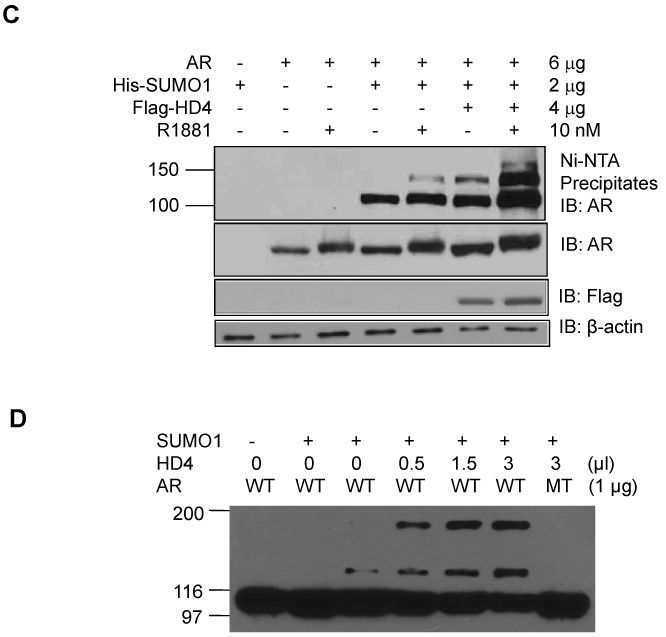 C
AR - + + + + + + 6 μg
His-SUMO1 + - - + + + + 2 μg
Flag-HD4 - - - - - + + 4 μg
R1881 - - + - + - + 10 nM
Ni-NTA
150
Precipitates
100
IB: AR
IB: AR
IB: Flag
IB: β-actin
D
SUMO1 - + + + + + +
HD4 0 0 0 0.5 1.5 3 3 (μl)
AR WT WT WT WT WT WT MT (1 μg)
200
116
97